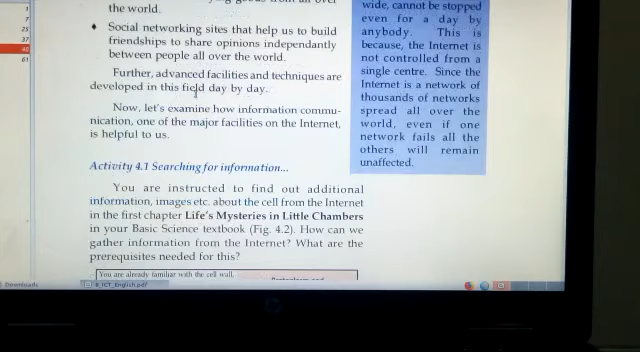 the world.
♦ Social networking sites that help us to build
friendships to share opinions independantly
between people all over the world.
Further, advanced facilities and techniques are
developed in this field day by day.
Now, let's examine how information commu-
nication, one of the major facilities on the Internet,
is helpful to us.
Activity 4.1 Searching for information...
You are instructed to find out additional
information, images etc. about the cell from the Internet
in the first chapter Life's Mysteries in Little Chambers
in your Basic Science textbook (Fig. 4.2). How can we
gather information from the Internet? What are the
prerequisites needed for this?
You are already familiar with the cell wall,
wide, cannot be stopped
even for a day by
anybody. This is
because, the Internet is
not controlled from a
single centre. Since the
Internet is a network of
thousands of networks
spread all over the
world, even if one
network fails all the
others will remain
unaffected.
1
7
25
37
48
61
Downloads
8_ICT_English.pdf
hp